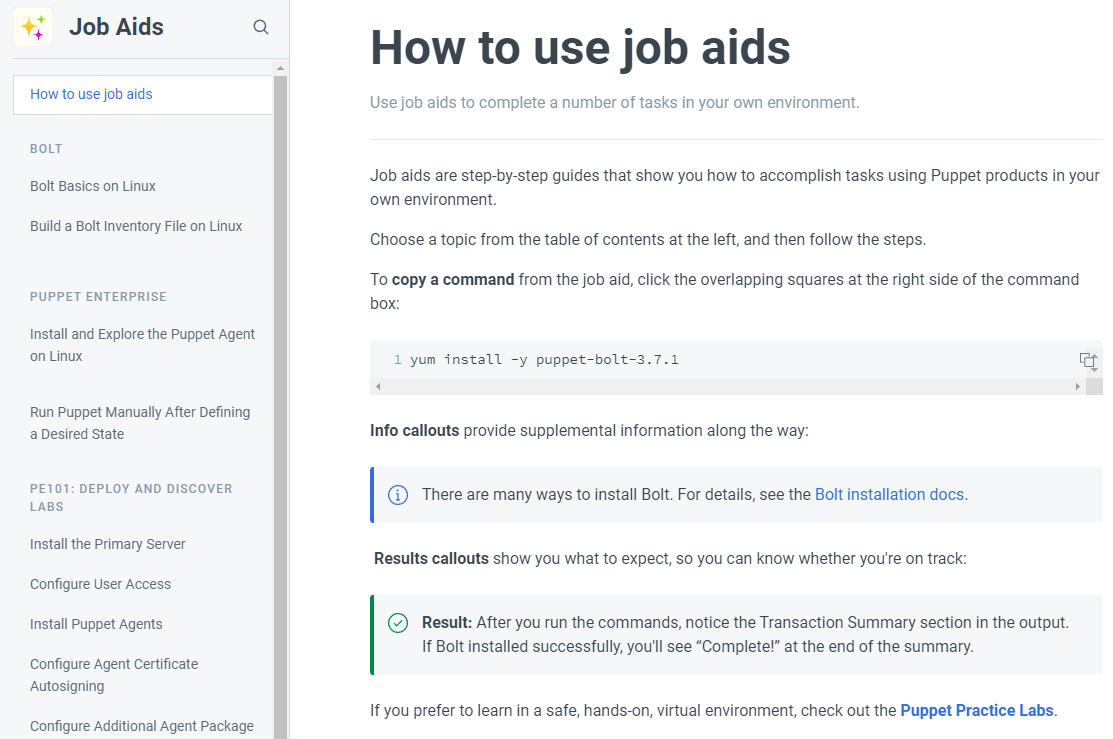 Job Aids
How to use job aids
BOLT
Bolt Basics on Linux
Build a Bolt Inventory File on Linux
PUPPET ENTERPRISE
Install and Explore the Puppet Agent
on Linux
Run Puppet Manually After Defining
a Desired State
PE101: DEPLOY AND DISCOVER
LABS
Install the Primary Server
Configure User Access
Install Puppet Agents
Configure Agent Certificate
Autosigning
Configure Additional Agent Package
How to use job aids
Use job aids to complete a number of tasks in your own environment.
Job aids are step-by-step guides that show you how to accomplish tasks using Puppet products in your
own environment.
Choose a topic from the table of contents at the left, and then follow the steps.
To copy a command from the job aid, click the overlapping squares at the right side of the command
box:
1 yum install -y puppet-bolt-3.7.1
Info callouts provide supplemental information along the way:
There are many ways to install Bolt. For details, see the Bolt installation docs.
Results callouts show you what to expect, so you can know whether you're on track:
Result: After you run the commands, notice the Transaction Summary section in the output.
If Bolt installed successfully, you'll see “Complete!” at the end of the summary.
If you prefer to learn in a safe, hands-on, virtual environment, check out the Puppet Practice Labs.